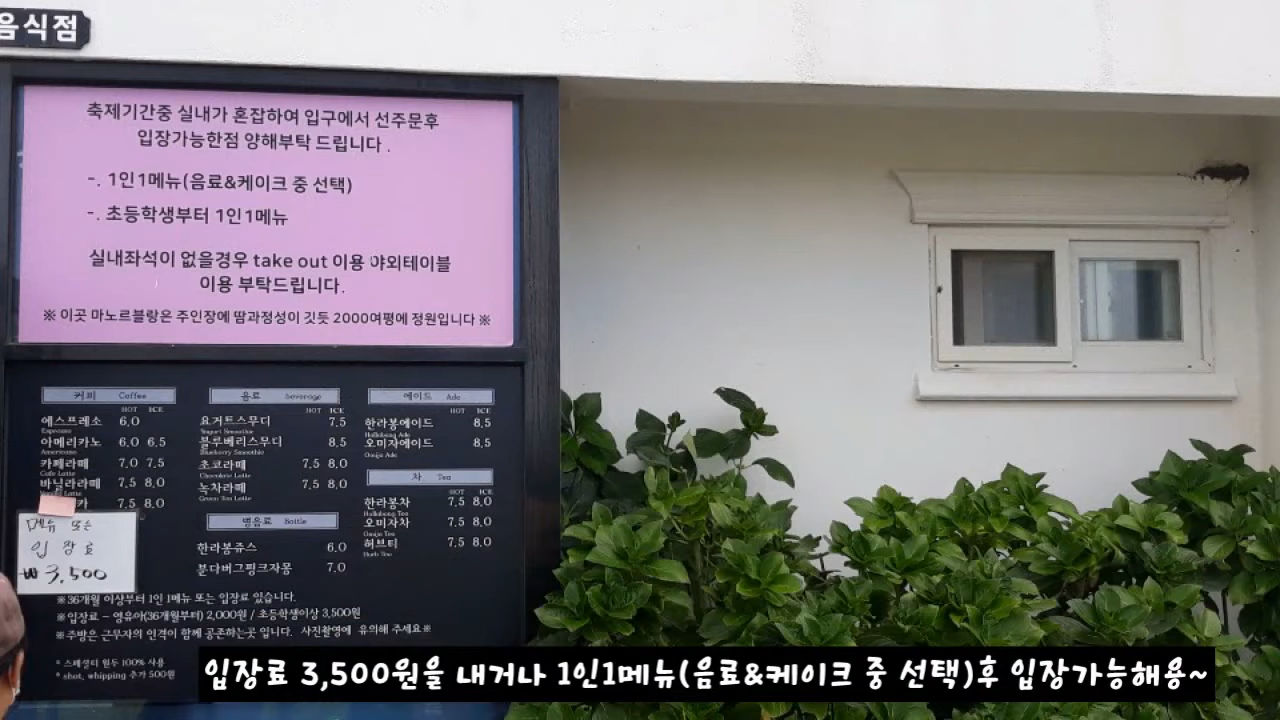 음식점
축제기간중 실내가 혼잡하여 입구에서 선주문후
입장가능한점 양해부탁 드립니다.
-. 1인1메뉴(음료&케이크 중 선택)
-. 초등학생부터 1인1메뉴
실내좌석이 없을경우 take out 이용 야외테이블
이용 부탁드립니다.
※ 이곳 마노르블랑은 주인장에 땀과정성이 깃듯 2000여평에 정원입니다 ※
커피 Coffee
HOT ICE
에스프레소 6,0
Espresso
아메리카노 6,0 6,5
Americano
카페라떼 7,0 7,5
Cafe Latte
바닐라라떼 7,5 8,0
카 7,5 8,0
음료 beverage
HOT ICE
요거트스무디 7,5
Yogurt Smoothie
블루베리스무디 8,5
Blueberry Smoothie
초코라떼 7,5 8,0
Chocolate Latte
녹차라떼 7,5 8,0
Green Tea Latte
병음료 Bottle
한라봉쥬스 6,0
분다버그핑크자몽 7,0
에이드 Ade
HOT ICE
한라봉에이드 8,5
Hallabong Ade
오미자에이드 8,5
Omija Ade
차 Tea
HOT ICE
한라봉차 7,5 8,0
Hallabong Tea
오미자차 7,5 8,0
Omija Tea
허브티 7,5 8,0
Herb Tea
메뉴 또는
입장료
₩3,500
※36개월 이상부터 1인 1메뉴 또는 입장료 있습니다.
※입장료 - 영유아(36개월부터) 2,000원 / 초등학생이상 3,500원
※주방은 근무자의 인격이 함께 공존하는곳 입니다. 사진촬영에 유의해 주세요※
* 스페셜티 원두 100% 사용
* shot, whipping 추가 500원
입장료 3,500원을 내거나 1인1메뉴(음료&케이크 중 선택)후 입장가능해용~